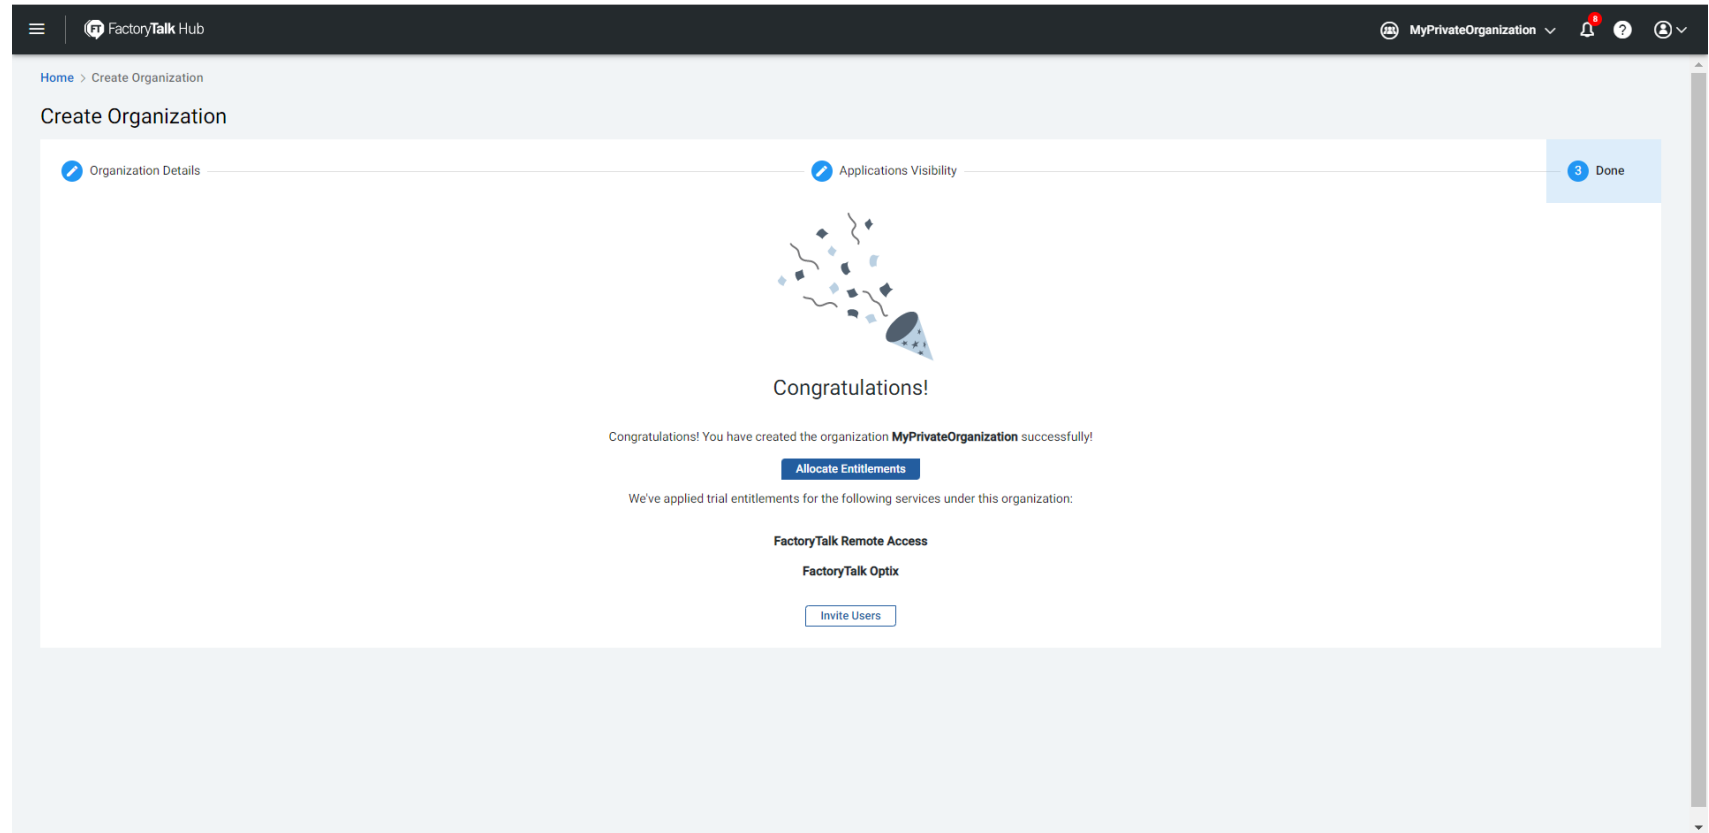 FactoryTalk Hub
MyPrivateOrganization
8
?
Home > Create Organization
Create Organization
Organization Details
Applications Visibility
3 Done
Congratulations!
Congratulations! You have created the organization MyPrivateOrganization successfully!
Allocate Entitlements
We've applied trial entitlements for the following services under this organization:
FactoryTalk Remote Access
FactoryTalk Optix
Invite Users